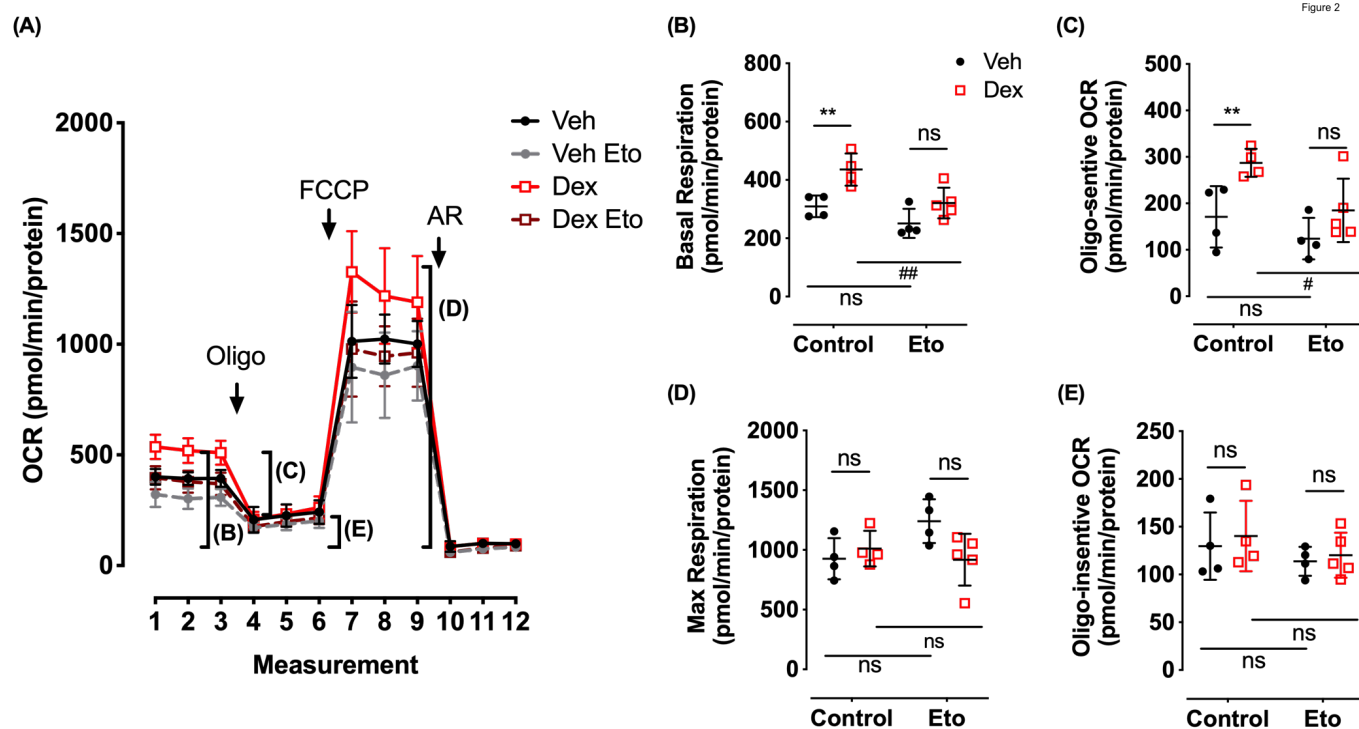 Figure 2
(A)
OCR (pmol/min/protein)
2000
1500
1000
500
0
Oligo
FCCP
AR
Veh
Veh Eto
Dex
Dex Eto
(B)
(C)
(E)
(D)
1 2 3 4 5 6 7 8 9 10 11 12
Measurement
(B)
Basal Respiration
(pmol/min/protein)
800
600
400
200
0
Veh
Dex
**
ns
##
ns
Control Eto
(C)
Oligo-sentive OCR
(pmol/min/protein)
500
400
300
200
100
0
**
ns
#
ns
Control Eto
(D)
Max Respiration
(pmol/min/protein)
2000
1500
1000
500
0
ns
ns
ns
ns
Control Eto
(E)
Oligo-insentive OCR
(pmol/min/protein)
250
200
150
100
50
0
ns
ns
ns
ns
Control Eto